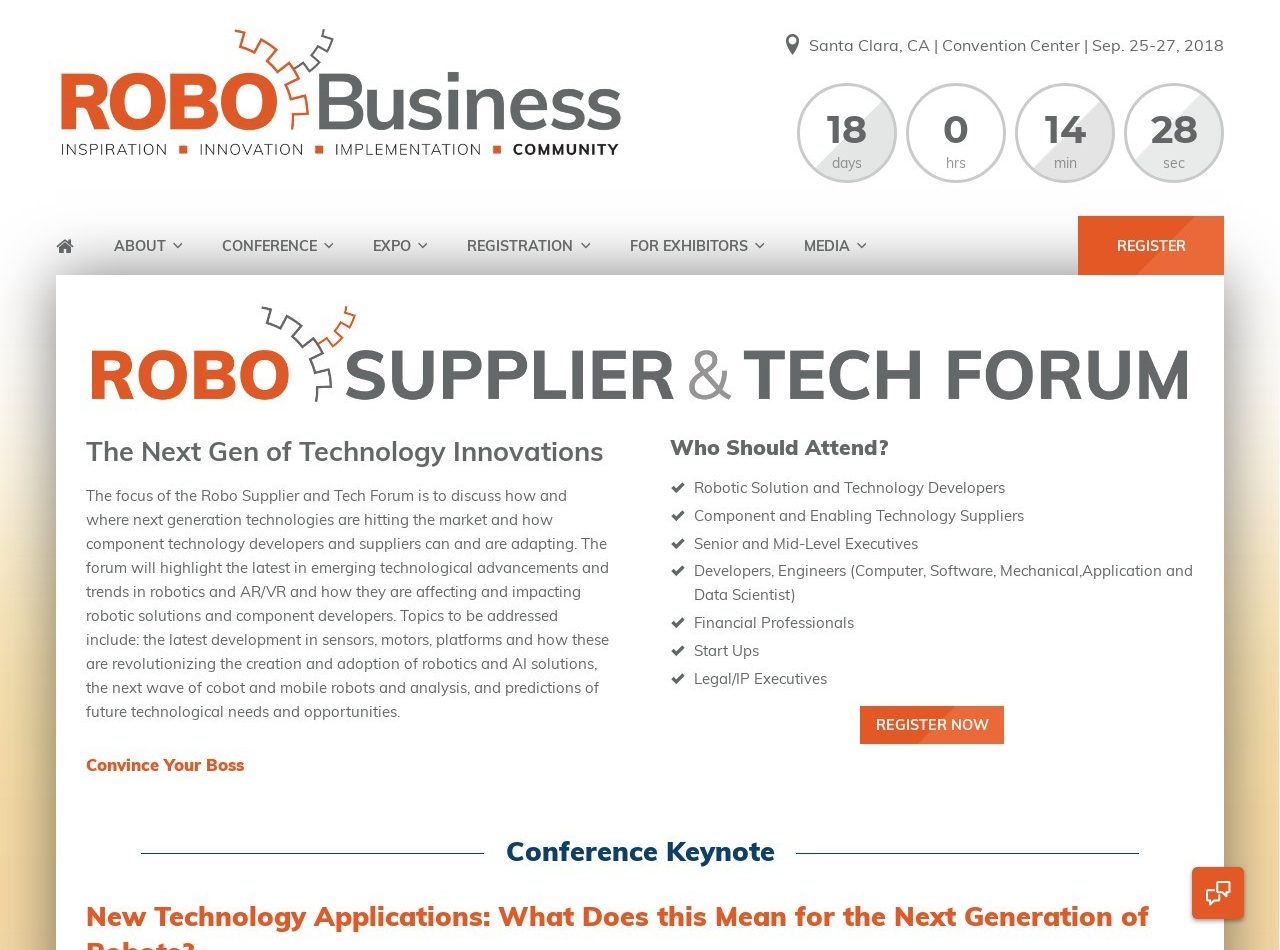 Santa Clara, CA | Convention Center | Sep. 25-27, 2018
ROBO Business
INSPIRATION ■ INNOVATION ■ IMPLEMENTATION ■ COMMUNITY
18 0 14 28
days hrs min sec
ABOUT CONFERENCE EXPO REGISTRATION FOR EXHIBITORS MEDIA REGISTER
ROBO SUPPLIER & TECH FORUM
The Next Gen of Technology Innovations
The focus of the Robo Supplier and Tech Forum is to discuss how and
where next generation technologies are hitting the market and how
component technology developers and suppliers can and are adapting. The
forum will highlight the latest in emerging technological advancements and
trends in robotics and AR/VR and how they are affecting and impacting
robotic solutions and component developers. Topics to be addressed
include: the latest development in sensors, motors, platforms and how these
are revolutionizing the creation and adoption of robotics and AI solutions,
the next wave of cobot and mobile robots and analysis, and predictions of
future technological needs and opportunities.
Convince Your Boss
Who Should Attend?
Robotic Solution and Technology Developers
Component and Enabling Technology Suppliers
Senior and Mid-Level Executives
Developers, Engineers (Computer, Software, Mechanical,Application and
Data Scientist)
Financial Professionals
Start Ups
Legal/IP Executives
REGISTER NOW
Conference Keynote
New Technology Applications: What Does this Mean for the Next Generation of
Robots?